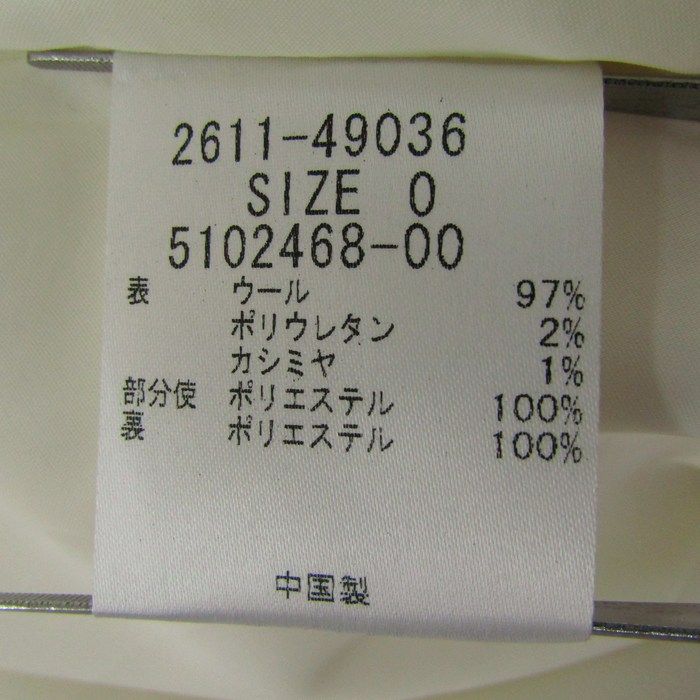 2611-49036
SIZE 0
5102468-00
表 ウール 97%
ポリウレタン 2%
カシミヤ 1%
部分使 ポリエステル 100%
裏 ポリエステル 100%
中国製